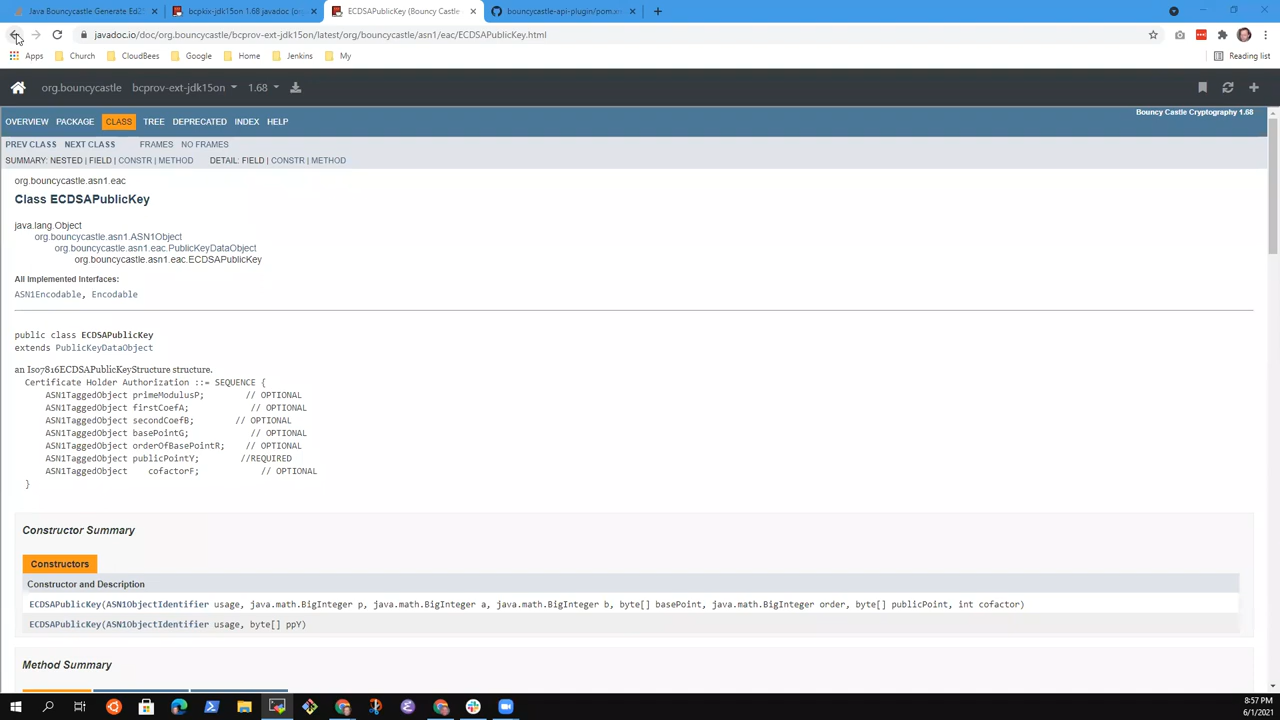 Java Bouncycastle Generate Ed25
bcpkix-jdk15on 1.68 javadoc (or
ECDSAPublicKey (Bouncy Castle
bouncycastle-api-plugin/pom.xm
javadoc.io/doc/org.bouncycastle/bcprov-ext-jdk15on/latest/org/bouncycastle/asn1/eac/ECDSAPublicKey.html
Apps Church CloudBees Google Home Jenkins My Reading list
org.bouncycastle bcprov-ext-jdk15on 1.68
OVERVIEW PACKAGE CLASS TREE DEPRECATED INDEX HELP
Bouncy Castle Cryptography 1.68
PREV CLASS NEXT CLASS FRAMES NO FRAMES
SUMMARY: NESTED | FIELD | CONSTR | METHOD DETAIL: FIELD | CONSTR | METHOD
org.bouncycastle.asn1.eac
Class ECDSAPublicKey
java.lang.Object
org.bouncycastle.asn1.ASN1Object
org.bouncycastle.asn1.eac.PublicKeyDataObject
org.bouncycastle.asn1.eac.ECDSAPublicKey
All Implemented Interfaces:
ASN1Encodable, Encodable
public class ECDSAPublicKey
extends PublicKeyDataObject
an Iso7816ECDSAPublicKeyStructure structure.
Certificate Holder Authorization ::= SEQUENCE {
ASN1TaggedObject primeModulusP; // OPTIONAL
ASN1TaggedObject firstCoefA; // OPTIONAL
ASN1TaggedObject secondCoefB; // OPTIONAL
ASN1TaggedObject basePointG; // OPTIONAL
ASN1TaggedObject orderOfBasePointR; // OPTIONAL
ASN1TaggedObject publicPointY; //REQUIRED
ASN1TaggedObject cofactorF; // OPTIONAL
}
Constructor Summary
Constructors
Constructor and Description
ECDSAPublicKey(ASN1ObjectIdentifier usage, java.math.BigInteger p, java.math.BigInteger a, java.math.BigInteger b, byte[] basePoint, java.math.BigInteger order, byte[] publicPoint, int cofactor)
ECDSAPublicKey(ASN1ObjectIdentifier usage, byte[] ppY)
Method Summary
8:57 PM
6/1/2021